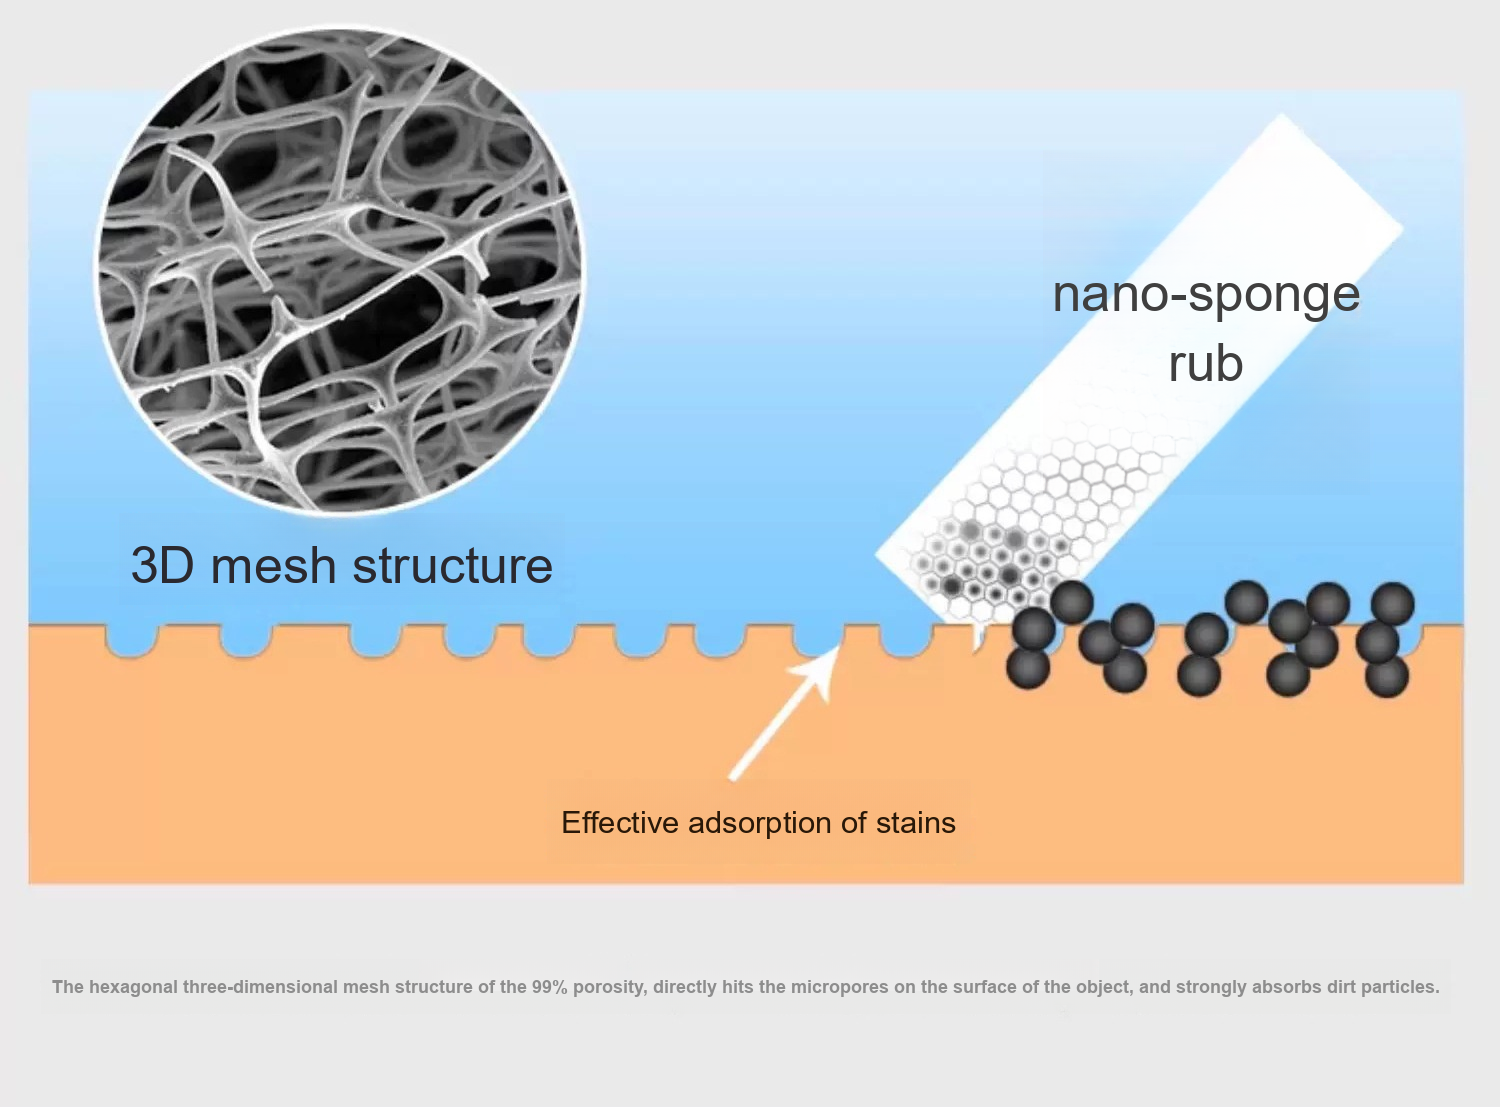 nano-sponge
rub
3D mesh structure
Effective adsorption of stains
The hexagonal three-dimensional mesh structure of the 99% porosity, directly hits the micropores on the surface of the object, and strongly absorbs dirt particles.